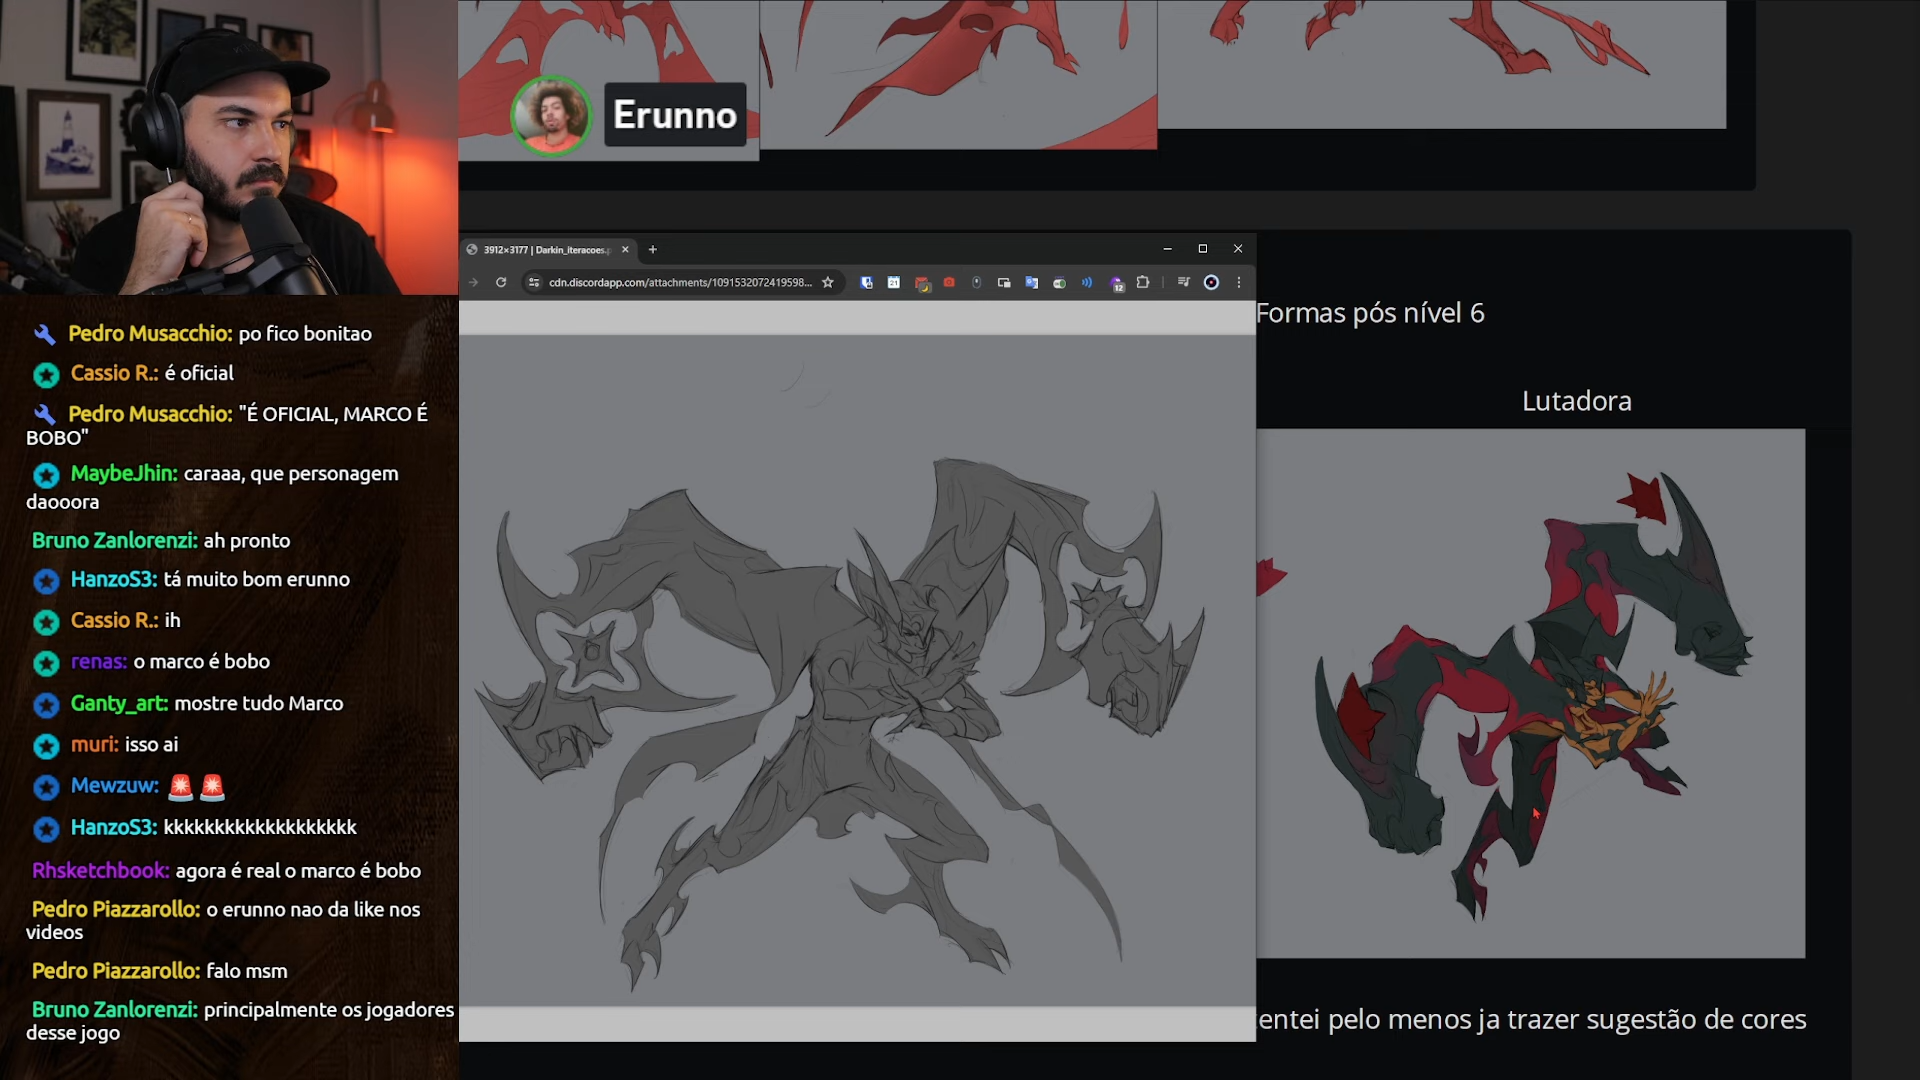 Erunno
3912×3177 | Darkin_iteracoes.p
cdn.discordapp.com/attachments/1091532072419598...
21
12
Formas pós nível 6
Lutadora
entei pelo menos ja trazer sugestão de cores
Pedro Musacchio: po fico bonitao
Cassio R.: é oficial
Pedro Musacchio: "É OFICIAL, MARCO É
BOBO"
MaybeJhin: caraaa, que personagem
daooora
Bruno Zanlorenzi: ah pronto
HanzoS3: tá muito bom erunno
Cassio R.: ih
renas: o marco é bobo
Ganty_art: mostre tudo Marco
muri: isso ai
Mewzuw: 🚨 🚨
HanzoS3: kkkkkkkkkkkkkkkkkkk
Rhsketchbook: agora é real o marco é bobo
Pedro Piazzarollo: o erunno nao da like nos
videos
Pedro Piazzarollo: falo msm
Bruno Zanlorenzi: principalmente os jogadores
desse jogo